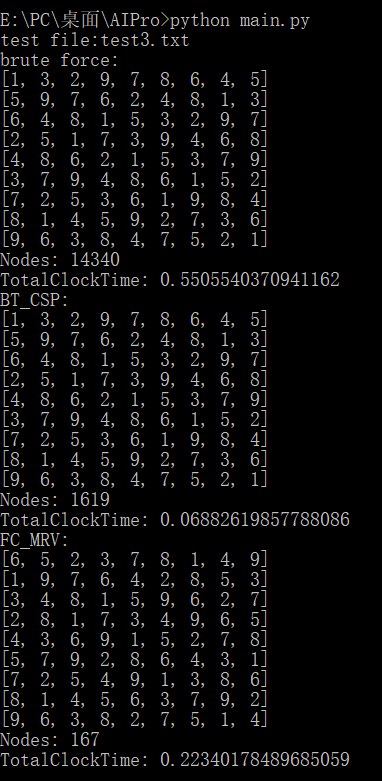 E:\PC\桌面\AIPro>python main.py
test file:test3.txt
brute force:
[1, 3, 2, 9, 7, 8, 6, 4, 5]
[5, 9, 7, 6, 2, 4, 8, 1, 3]
[6, 4, 8, 1, 5, 3, 2, 9, 7]
[2, 5, 1, 7, 3, 9, 4, 6, 8]
[4, 8, 6, 2, 1, 5, 3, 7, 9]
[3, 7, 9, 4, 8, 6, 1, 5, 2]
[7, 2, 5, 3, 6, 1, 9, 8, 4]
[8, 1, 4, 5, 9, 2, 7, 3, 6]
[9, 6, 3, 8, 4, 7, 5, 2, 1]
Nodes: 14340
TotalClockTime: 0.5505540370941162
BT_CSP:
[1, 3, 2, 9, 7, 8, 6, 4, 5]
[5, 9, 7, 6, 2, 4, 8, 1, 3]
[6, 4, 8, 1, 5, 3, 2, 9, 7]
[2, 5, 1, 7, 3, 9, 4, 6, 8]
[4, 8, 6, 2, 1, 5, 3, 7, 9]
[3, 7, 9, 4, 8, 6, 1, 5, 2]
[7, 2, 5, 3, 6, 1, 9, 8, 4]
[8, 1, 4, 5, 9, 2, 7, 3, 6]
[9, 6, 3, 8, 4, 7, 5, 2, 1]
Nodes: 1619
TotalClockTime: 0.06882619857788086
FC_MRV:
[6, 5, 2, 3, 7, 8, 1, 4, 9]
[1, 9, 7, 6, 4, 2, 8, 5, 3]
[3, 4, 8, 1, 5, 9, 6, 2, 7]
[2, 8, 1, 7, 3, 4, 9, 6, 5]
[4, 3, 6, 9, 1, 5, 2, 7, 8]
[5, 7, 9, 2, 8, 6, 4, 3, 1]
[7, 2, 5, 4, 9, 1, 3, 8, 6]
[8, 1, 4, 5, 6, 3, 7, 9, 2]
[9, 6, 3, 8, 2, 7, 5, 1, 4]
Nodes: 167
TotalClockTime: 0.22340178489685059